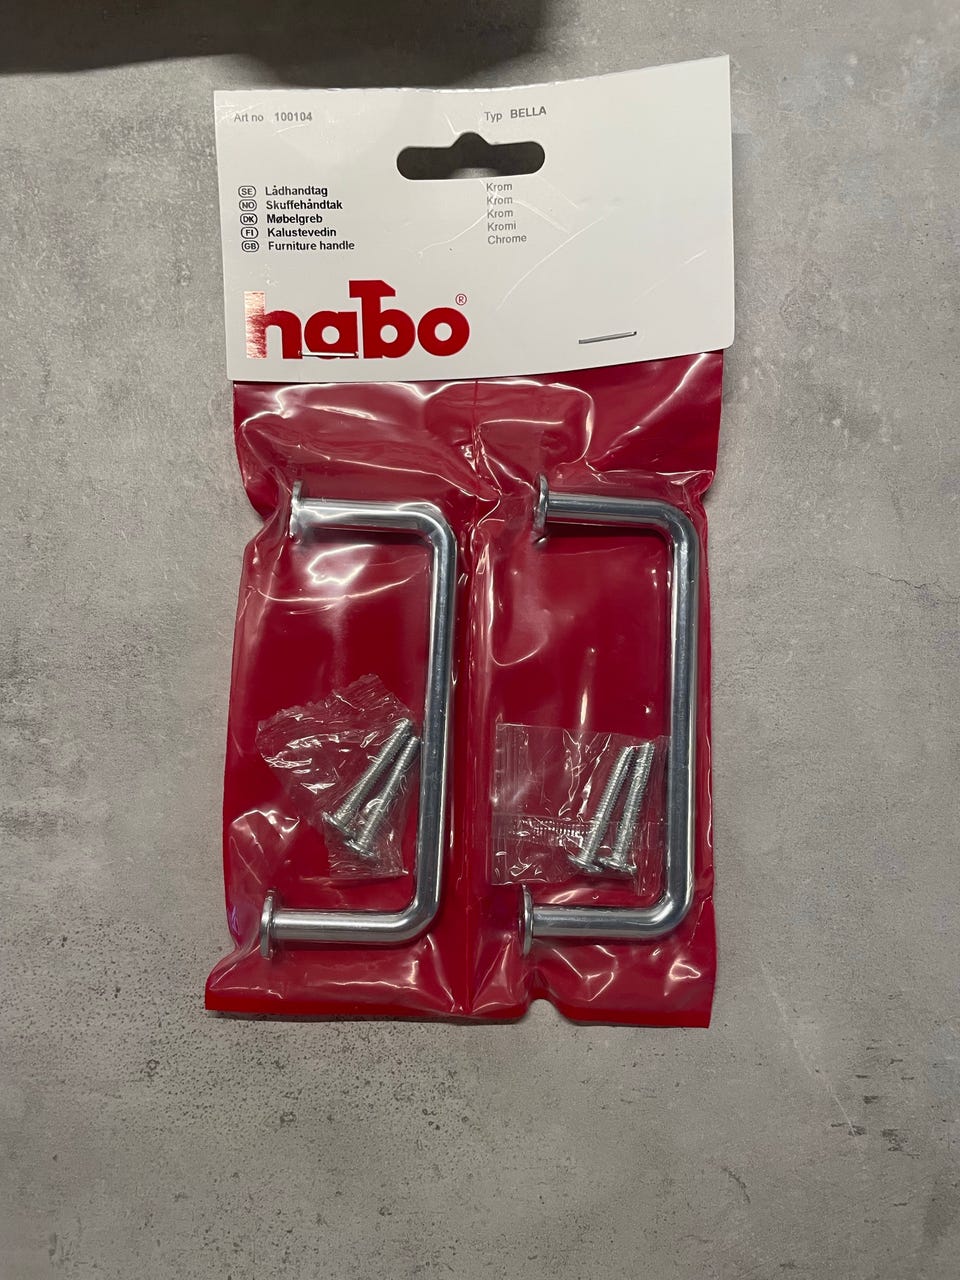 Art no 100104 Typ BELLA
SE Lådhandtag Krom
NO Skuffehåndtak Krom
DK Møbelgreb Krom
FI Kalustevedin Kromi
GB Furniture handle Chrome
habo®